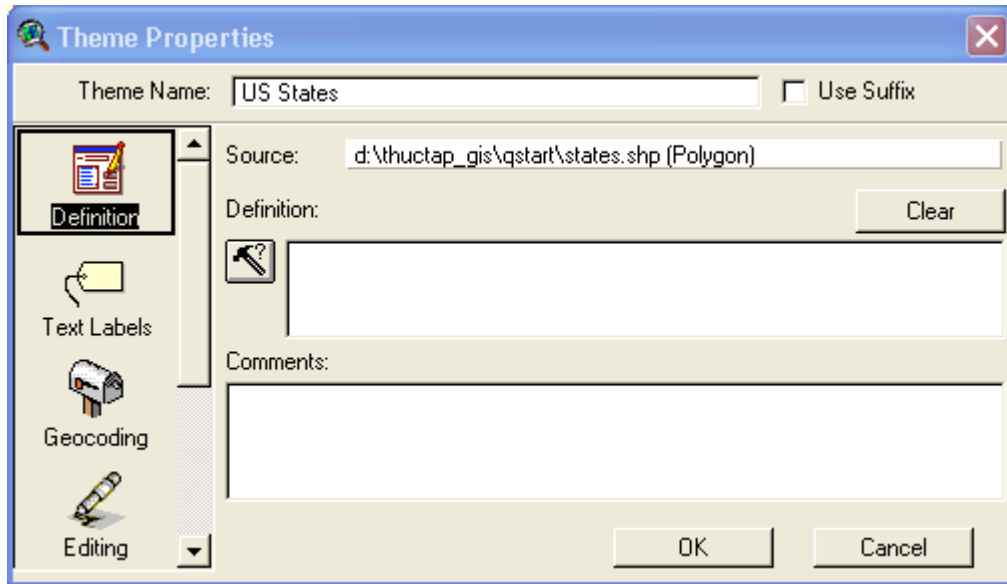 Theme Properties
Theme Name: US States Use Suffix
Definition
Text Labels
Geocoding
Editing
Source: d:\thuctap_gis\qstart\states.shp (Polygon)
Definition: Clear
Comments:
OK Cancel